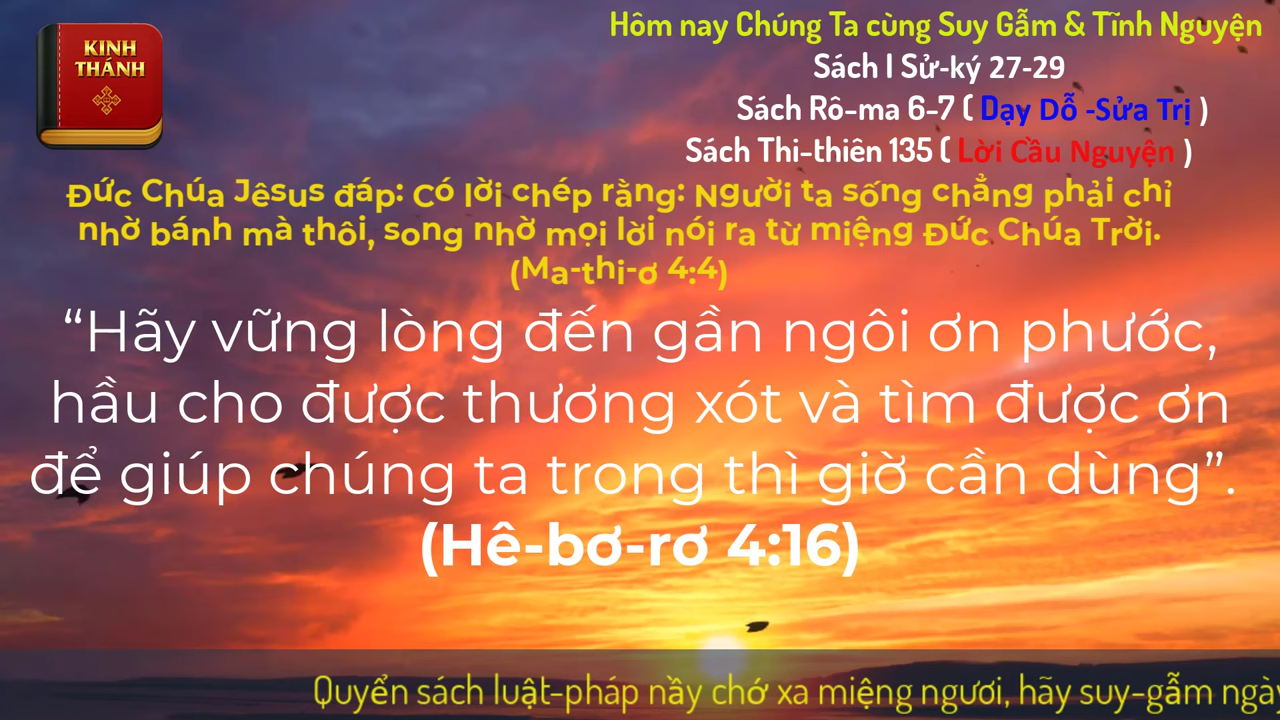 KINH
THÁNH
Hôm nay Chúng Ta cùng Suy Gẫm & Tĩnh Nguyện
Sách I Sử-ký 27-29
Sách Rô-ma 6-7 ( Dạy Dỗ -Sửa Trị )
Sách Thi-thiên 135 ( Lời Cầu Nguyện )
Đức Chúa Jêsus đáp: Có lời chép rằng: Người ta sống chẳng phải chỉ
nhờ bánh mà thôi, song nhờ mọi lời nói ra từ miệng Đức Chúa Trời.
(Ma-thi-ơ 4:4)
“Hãy vững lòng đến gần ngôi ơn phước,
hầu cho được thương xót và tìm được ơn
để giúp chúng ta trong thì giờ cần dùng”.
(Hê-bơ-rơ 4:16)
Quyển sách luật-pháp nầy chớ xa miệng ngươi, hãy suy-gẫm ngày